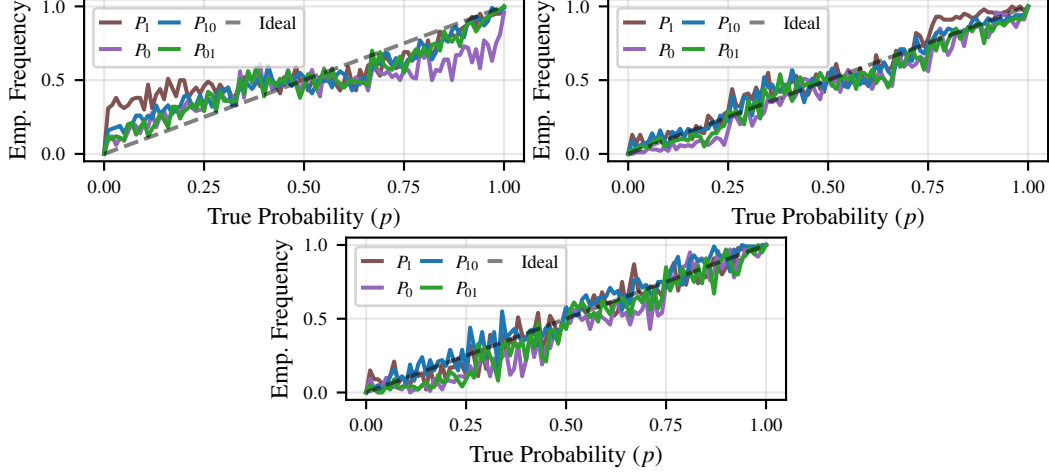 Emp. Frequency
1.0
0.5
0.0
P1 P10 Ideal
P0 P01
0.00 0.25 0.50 0.75 1.00
True Probability (p)
Emp. Frequency
1.0
0.5
0.0
P1 P10 Ideal
P0 P01
0.00 0.25 0.50 0.75 1.00
True Probability (p)
Emp. Frequency
1.0
0.5
0.0
P1 P10 Ideal
P0 P01
0.00 0.25 0.50 0.75 1.00
True Probability (p)